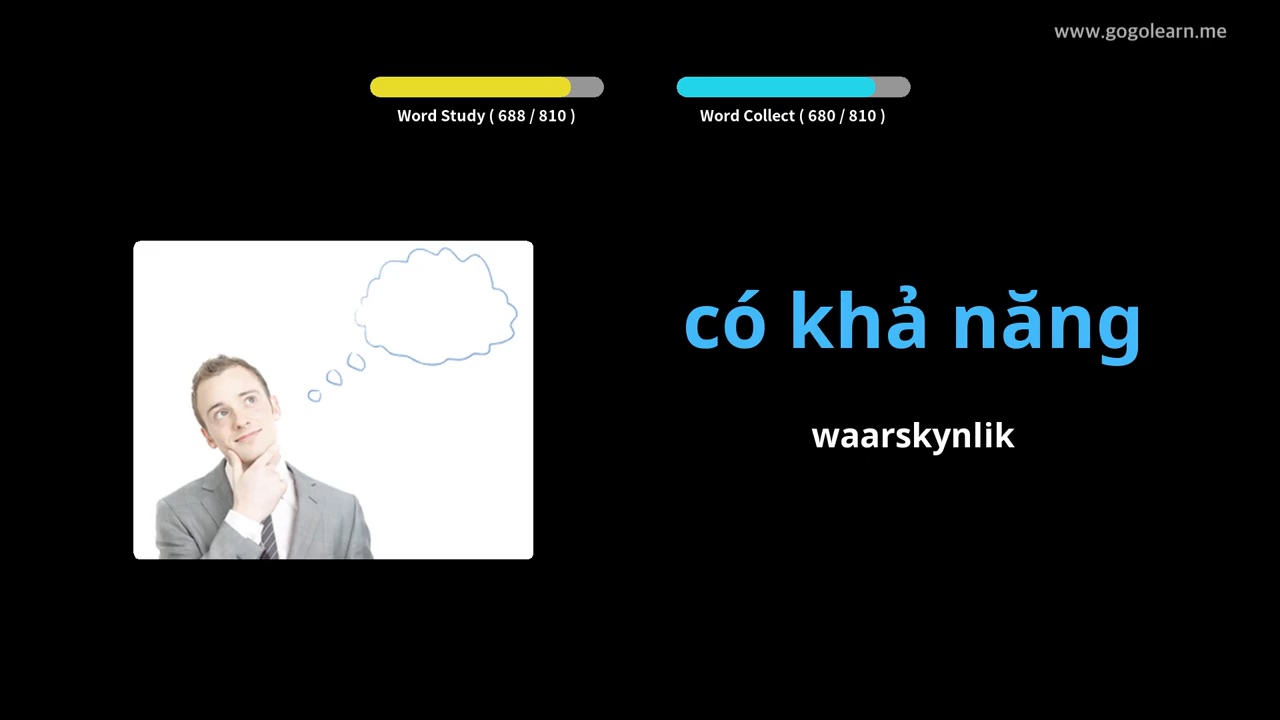 www.gogolearn.me
Word Study ( 688 / 810 )
Word Collect ( 680 / 810 )
có khả năng
waarskynlik